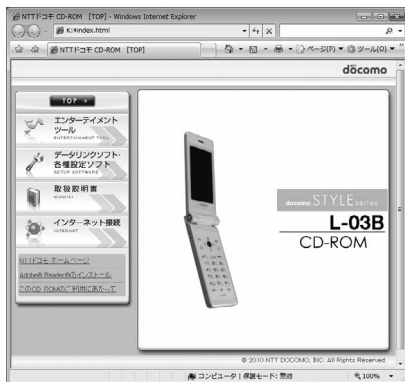 NTTドコモ CD-ROM [TOP] - Windows Internet Explorer
K:¥index.html
NTTドコモ CD-ROM [TOP]
ページ(P)
ツール(O)
döcomo
TOP
エンターテイメント
ツール
ENTERTAINMENT TOOL
データリンクソフト・
各種設定ソフト
SETUP SOFTWARE
取扱説明書
MANUAL
インターネット接続
INTERNET
NTTドコモ ホームページ
Adobe® Reader®のインストール
このCD-ROMのご利用にあたって
docomo STYLE series
L-03B
CD-ROM
© 2010 NTT DOCOMO, INC. All Rights Reserved.
コンピュータ | 保護モード: 無効
100%